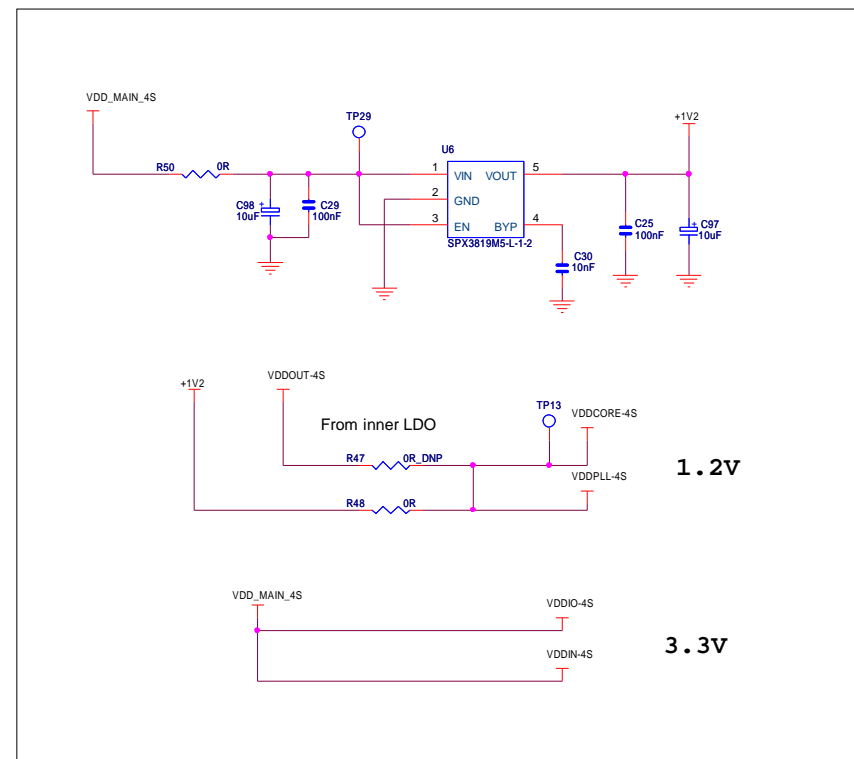 VDD_MAIN_4S
TP29
+1V2
U6
R50 0R
1 VIN VOUT 5
2 GND
3 EN BYP 4
SPX3819M5-L-1-2
C98
10uF
+
C29
100nF
C30
10nF
C25
100nF
+
C97
10uF
+1V2
VDDOUT-4S
From inner LDO
TP13
VDDCORE-4S
R47 0R_DNP
1.2V
VDDPLL-4S
R48 0R
VDD_MAIN_4S
VDDIO-4S
3.3V
VDDIN-4S